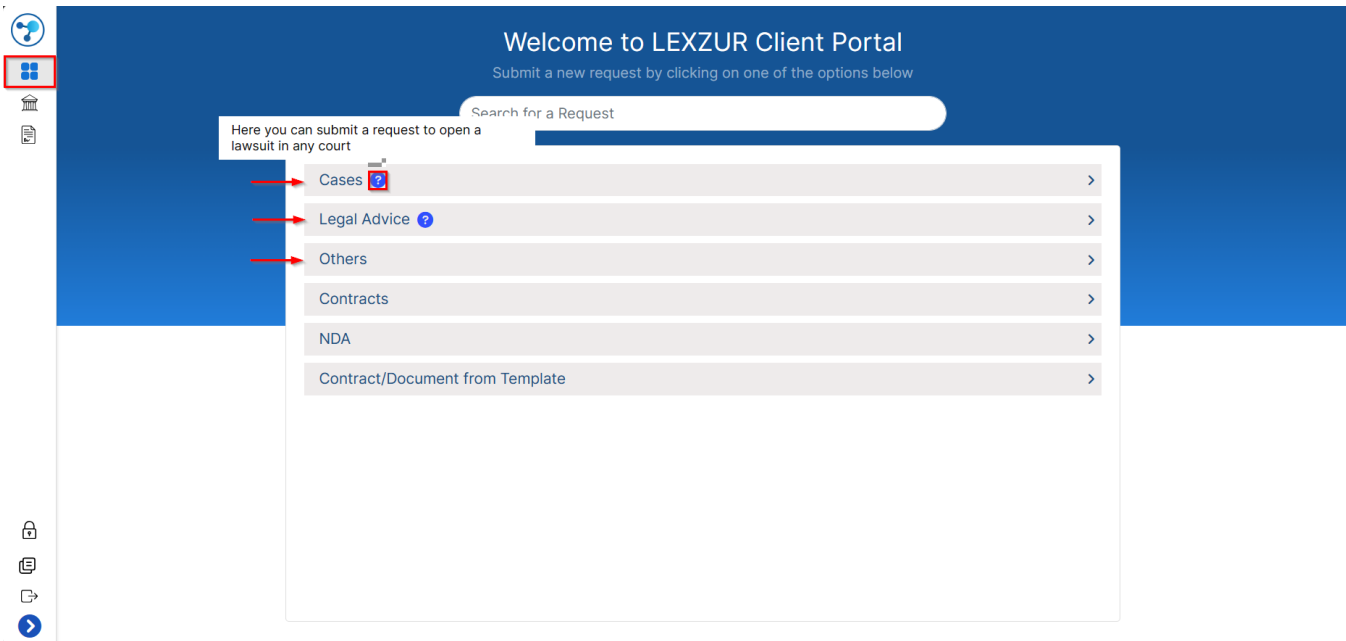 Welcome to LEXZUR Client Portal
Submit a new request by clicking on one of the options below
Search for a Request
Here you can submit a request to open a
lawsuit in any court
Cases ?
Legal Advice ?
Others
Contracts
NDA
Contract/Document from Template